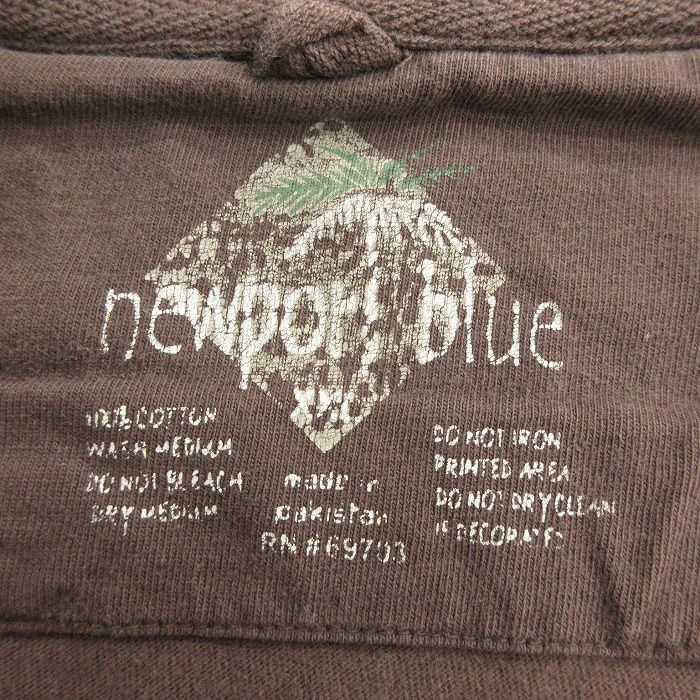 newport blue
100% COTTON
WASH MEDIUM
DO NOT BLEACH
DRY MEDIUM
made in
pakistan
RN#69703
DO NOT IRON
PRINTED AREA
DO NOT DRY CLEAN
IF DECORATED